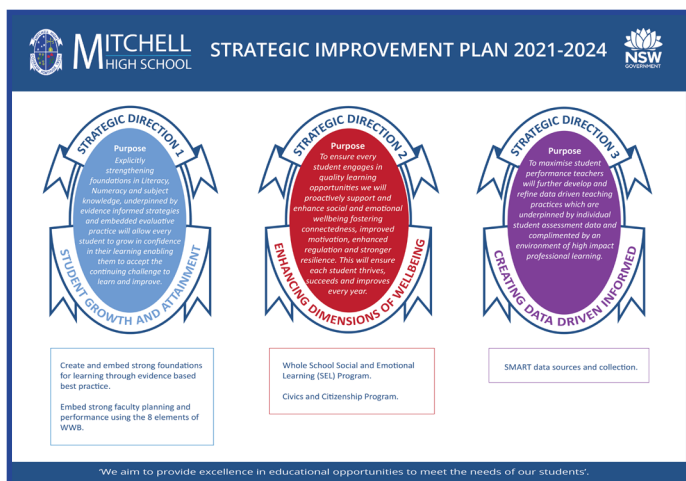 MITCHELL
HIGH SCHOOL
STRATEGIC IMPROVEMENT PLAN 2021-2024
NSW
GOVERNMENT
STRATEGIC DIRECTION 1
Purpose
Explicitly
strengthening
foundations in Literacy,
Numeracy and subject
knowledge, underpinned by
evidence informed strategies
and embedded evaluative
practice will allow every
student to grow in confidence
in their learning enabling
them to accept the
continuing challenge to
learn and improve.
STUDENT GROWTH AND ATTAINMENT
Create and embed strong foundations
for learning through evidence based
best practice.
Embed strong faculty planning and
performance using the 8 elements of
WWB.
STRATEGIC DIRECTION 2
Purpose
To ensure every
student engages in
quality learning
opportunities we will
proactively support and
enhance social and emotional
wellbeing fostering
connectedness, improved
motivation, enhanced
regulation and stronger
resilience. This will ensure
each student thrives,
succeeds and improves
every year.
ENHANCING DIMENSIONS OF WELLBEING
Whole School Social and Emotional
Learning (SEL) Program.
Civics and Citizenship Program.
STRATEGIC DIRECTION 3
Purpose
To maximise student
performance teachers
will further develop and
refine data driven teaching
practices which are
underpinned by individual
student assessment data and
complimented by an
environment of high impact
professional learning.
CREATING DATA DRIVEN INFORMED
SMART data sources and collection.
'We aim to provide excellence in educational opportunities to meet the needs of our students'.